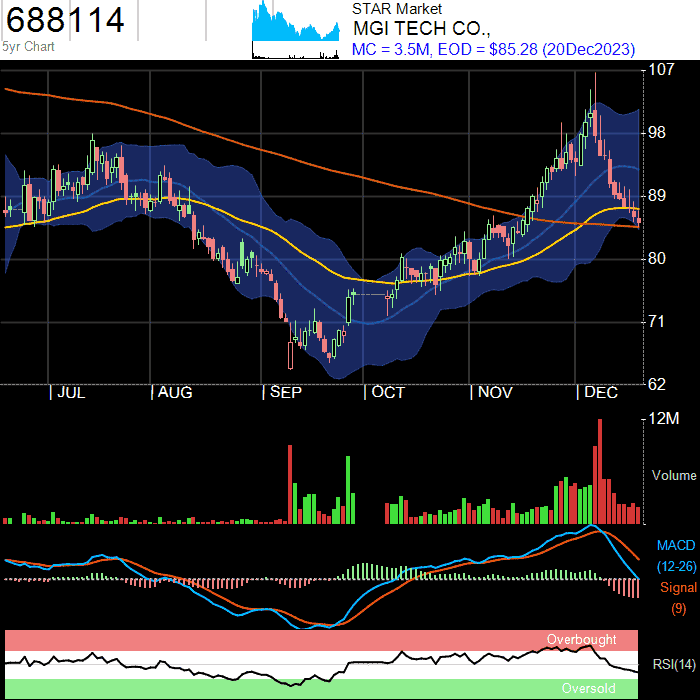 688114
5yr Chart
STAR Market
MGI TECH CO.,
MC = 3.5M, EOD = $85.28 (20Dec2023)
107
98
89
80
71
62
| JUL
| AUG
| SEP
| OCT
| NOV
| DEC
12M
Volume
MACD
(12-26)
Signal
(9)
Overbought
RSI(14)
Oversold